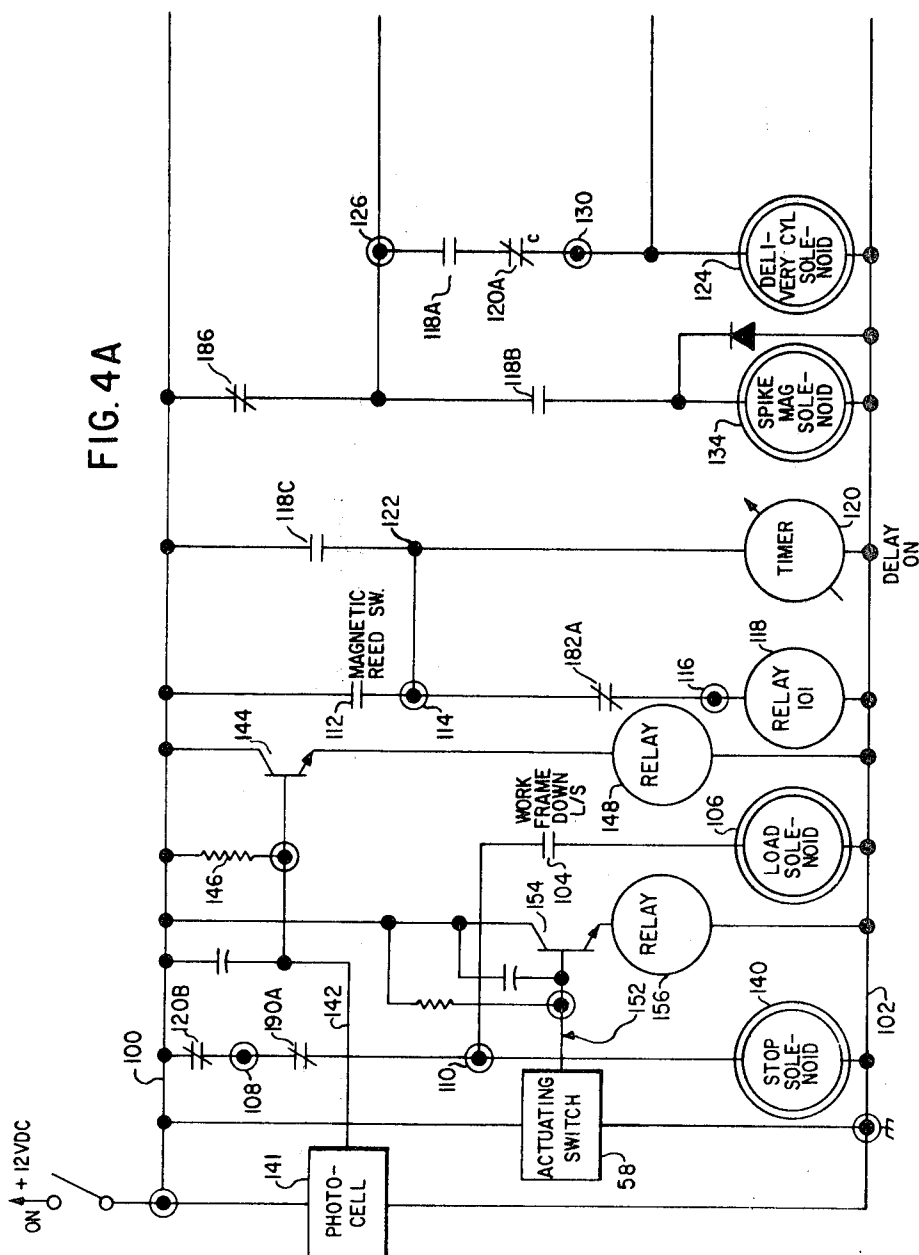 FIG. 4A
ON
+12VDC
100
120B
108
190A
110
142
141
PHOTO-
CELL
ACTUATING
SWITCH
58
152
154
156
RELAY
140
STOP
SOLE-
NOID
102
146
144
WORK
FRAME
DOWN
L/S
104
106
LOAD
SOLE-
NOID
148
RELAY
112
MAGNETIC
REED SW.
114
182A
116
118
RELAY
101
118C
122
TIMER
120
DELAY
ON
186
118B
134
SPIKE
MAG
SOLE-
NOID
126
118A
120A
C
130
124
DELI-
VERY CYL
SOLE-
NOID